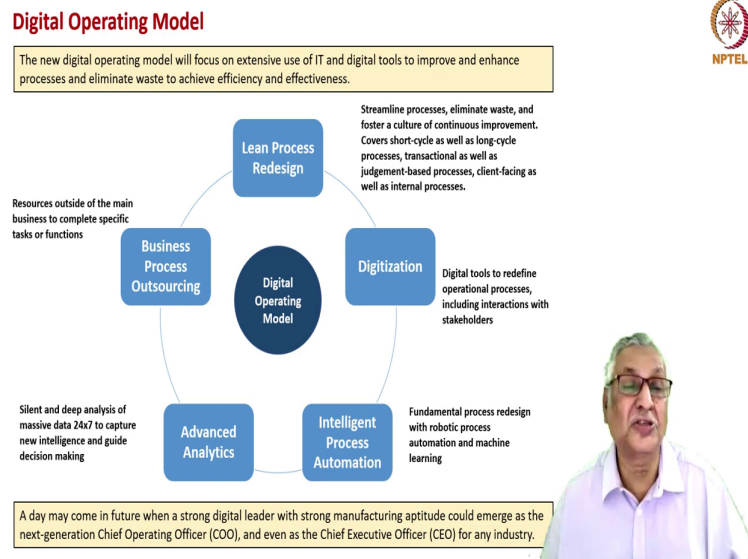 Digital Operating Model
NPTEL
The new digital operating model will focus on extensive use of IT and digital tools to improve and enhance
processes and eliminate waste to achieve efficiency and effectiveness.
Lean Process
Redesign
Streamline processes, eliminate waste, and
foster a culture of continuous improvement.
Covers short-cycle as well as long-cycle
processes, transactional as well as
judgement-based processes, client-facing as
well as internal processes.
Resources outside of the main
business to complete specific
tasks or functions
Business
Process
Outsourcing
Digitization
Digital
Operating
Model
Digital tools to redefine
operational processes,
including interactions with
stakeholders
Silent and deep analysis of
massive data 24x7 to capture
new intelligence and guide
decision making
Advanced
Analytics
Intelligent
Process
Automation
Fundamental process redesign
with robotic process
automation and machine
learning
A day may come in future when a strong digital leader with strong manufacturing aptitude could emerge as the
next-generation Chief Operating Officer (COO), and even as the Chief Executive Officer (CEO) for any industry.